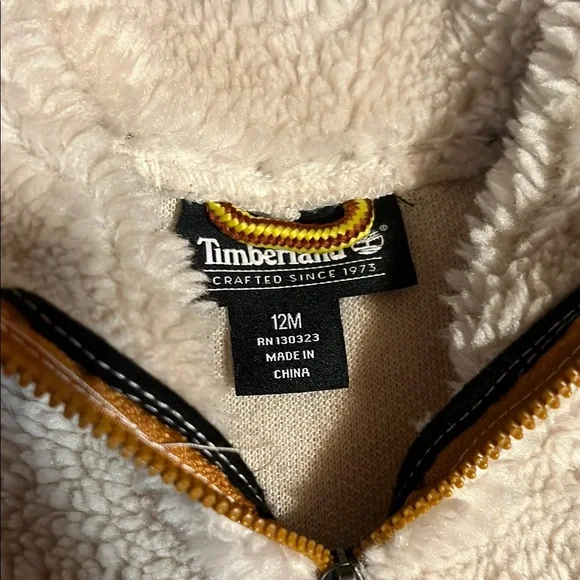 Timberland®
CRAFTED SINCE 1973
12M
RN 130323
MADE IN
CHINA